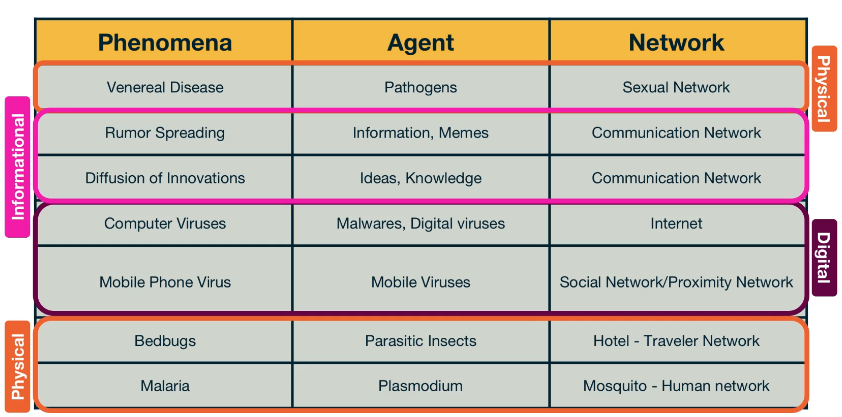 Phenomena Agent Network
Venereal Disease Pathogens Sexual Network
Physical
Rumor Spreading Information, Memes Communication Network
Informational
Diffusion of Innovations Ideas, Knowledge Communication Network
Computer Viruses Malwares, Digital viruses Internet
Digital
Mobile Phone Virus Mobile Viruses Social Network/Proximity Network
Bedbugs Parasitic Insects Hotel - Traveler Network
Physical
Malaria Plasmodium Mosquito - Human network